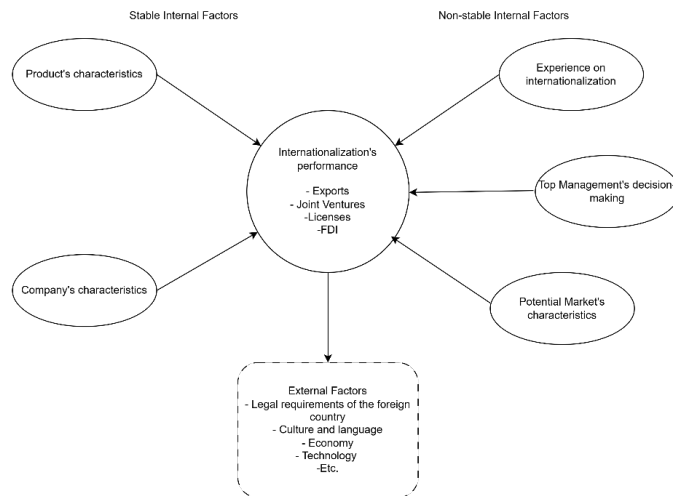 Stable Internal Factors
Non-stable Internal Factors
Product's characteristics
Experience on
internationalization
Internationalization's
performance
- Exports
- Joint Ventures
-Licenses
-FDI
Top Management's decision-
making
Company's characteristics
Potential Market's
characteristics
External Factors
- Legal requirements of the foreign
country
- Culture and language
- Economy
- Technology
-Etc.